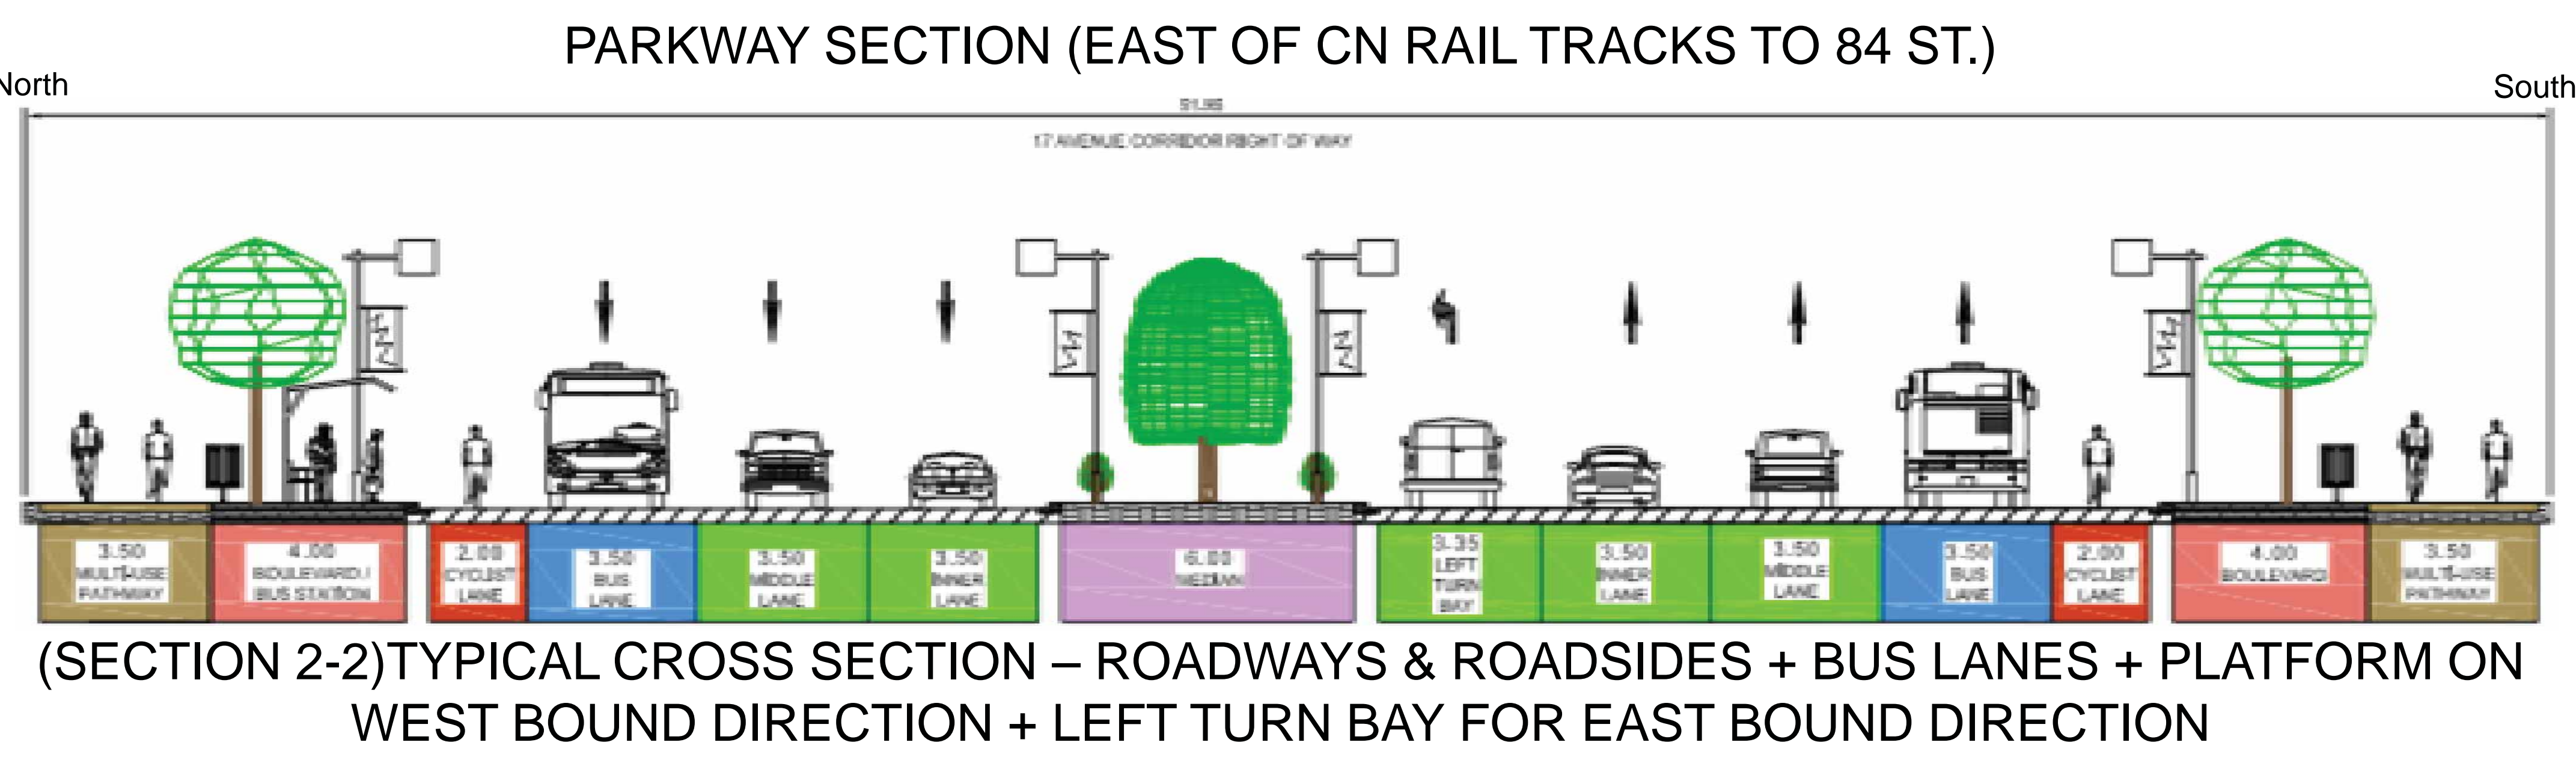 PARKWAY SECTION (EAST OF CN RAIL TRACKS TO 84 ST.)
North
South
17 AVENUE CORRIDOR RIGHT OF WAY
3.50
MULTI-USE
PATHWAY
4.00
BOULEVARD /
BUS STATION
2.00
CYCLIST
LANE
3.50
BUS
LANE
3.50
MIDDLE
LANE
3.50
INNER
LANE
6.00
MEDIAN
3.35
LEFT
TURN
BAY
3.50
INNER
LANE
3.50
MIDDLE
LANE
3.50
BUS
LANE
2.00
CYCLIST
LANE
4.00
BOULEVARD
3.50
MULTI-USE
PATHWAY
(SECTION 2-2)TYPICAL CROSS SECTION – ROADWAYS & ROADSIDES + BUS LANES + PLATFORM ON
WEST BOUND DIRECTION + LEFT TURN BAY FOR EAST BOUND DIRECTION